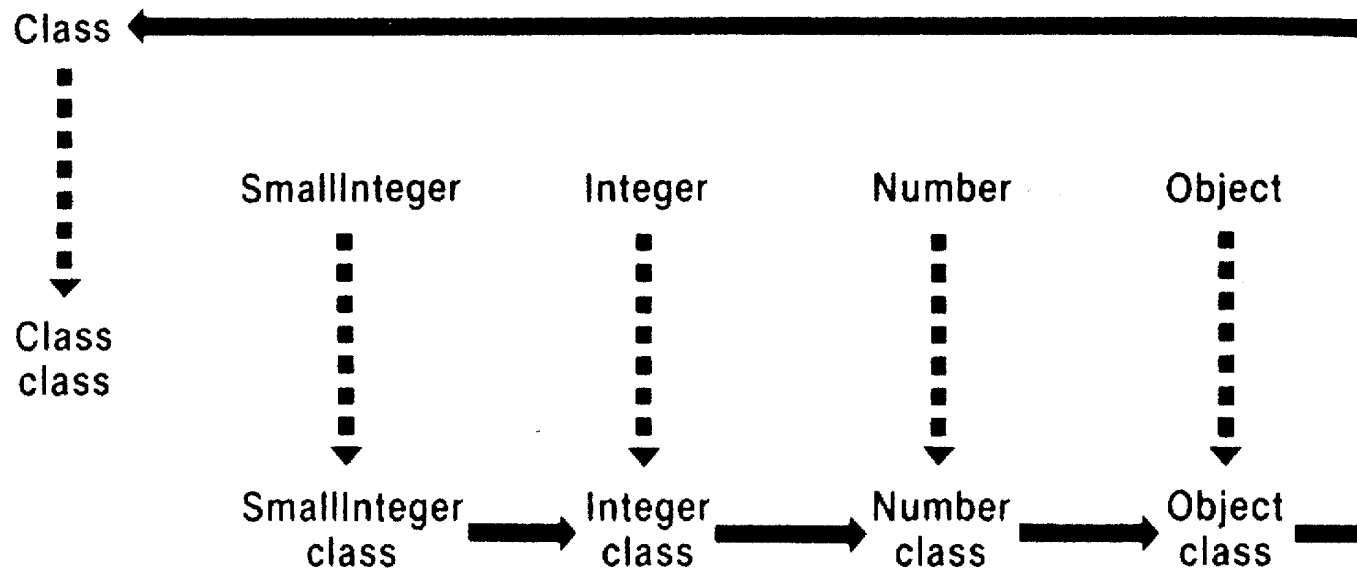 Class
SmallInteger Integer Number Object
Class
class
SmallInteger Integer Number Object
class class class class